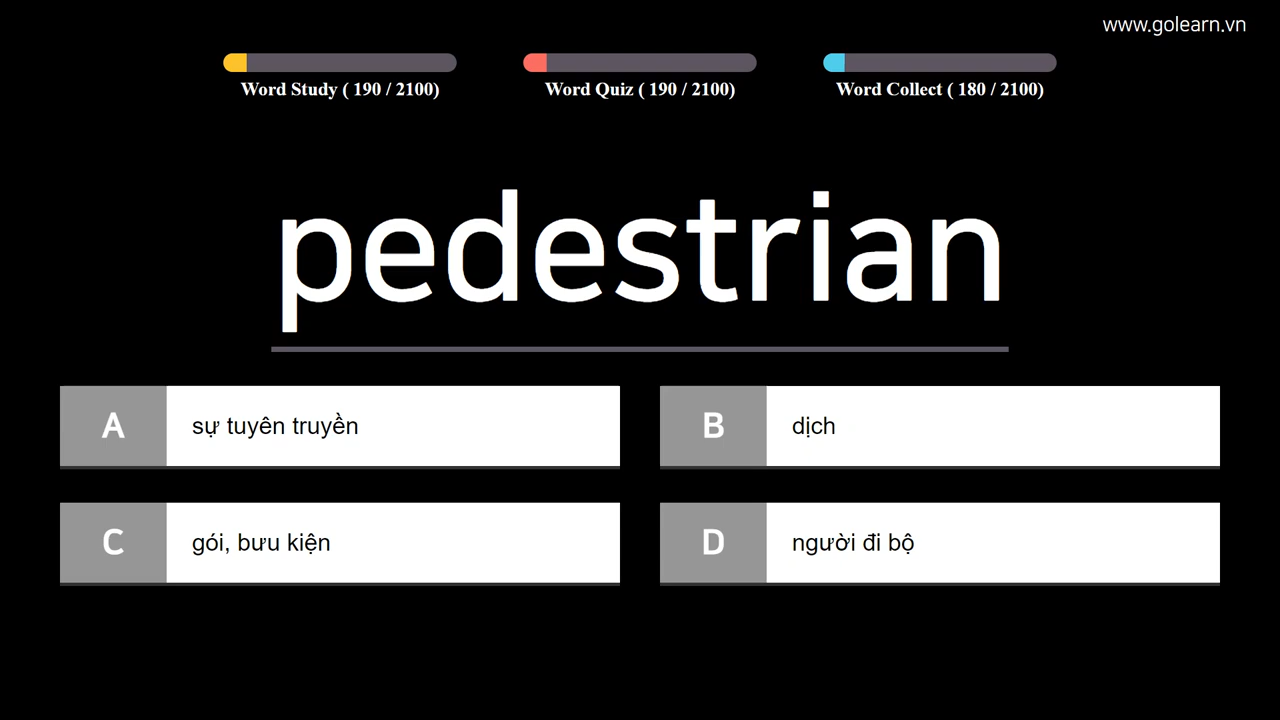 www.golearn.vn
Word Study ( 190 / 2100)
Word Quiz ( 190 / 2100)
Word Collect ( 180 / 2100)
pedestrian
A sự tuyên truyền
B dịch
C gói, bưu kiện
D người đi bộ